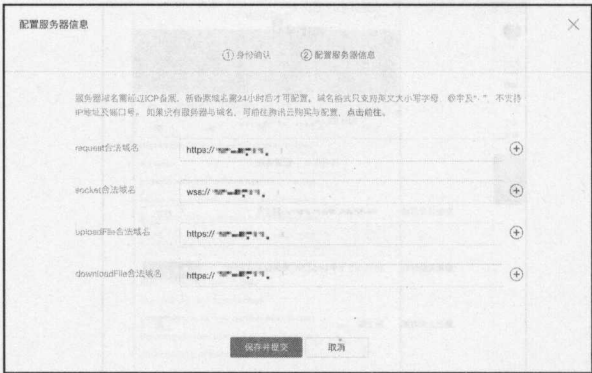 配置服务器信息
① 身份确认 ② 配置服务器信息
服务器域名需经过ICP备案，新备案域名需24小时后才可配置。域名格式只支持英文大小写字母、数字及“- ”，不支持
IP地址及端口号。如果没有服务器与域名，可前往腾讯云购买与配置，点击前往。
request合法域名 https://
socket合法域名 wss://
uploadFile合法域名 https://
downloadFile合法域名 https://
保存并提交 取消